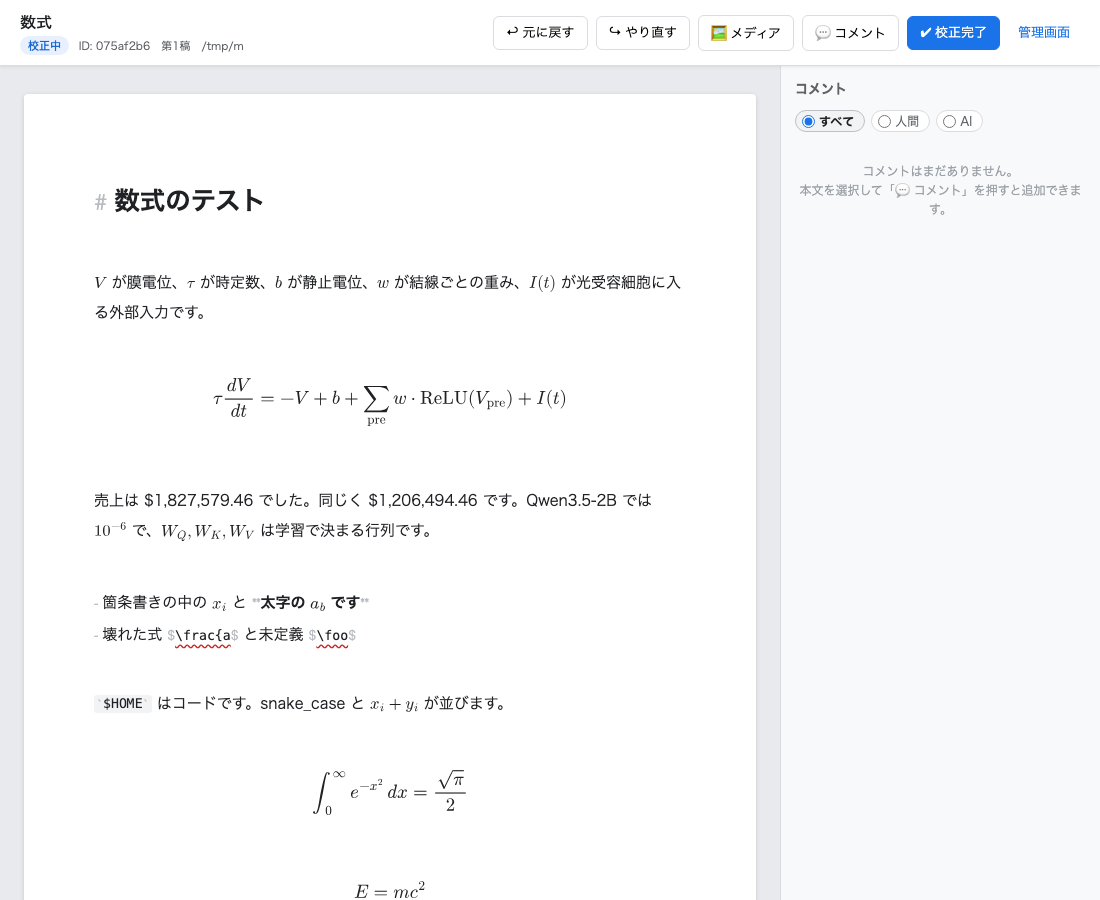 数式
校正中 ID: 075af2b6 第1稿 /tmp/m
↩ 元に戻す
↪ やり直す
🖼️ メディア
💬 コメント
✔ 校正完了
管理画面
# 数式のテスト
V が膜電位、τ が時定数、b が静止電位、w が結線ごとの重み、I(t) が光受容細胞に入
る外部入力です。
τ dV/dt = −V + b + ∑_pre w · ReLU(V_pre) + I(t)
売上は $1,827,579.46 でした。同じく $1,206,494.46 です。Qwen3.5-2B では
10⁻⁶ で、W_Q, W_K, W_V は学習で決まる行列です。
- 箇条書きの中の x_i と **太字の a_b です**
- 壊れた式 $\frac{a$ と未定義 $\foo$
`$HOME` はコードです。snake_case と x_i + y_i が並びます。
∫_0^∞ e^{−x²} dx = √π/2
E = mc²
コメント
すべて
人間
AI
コメントはまだありません。
本文を選択して「💬 コメント」を押すと追加できま
す。